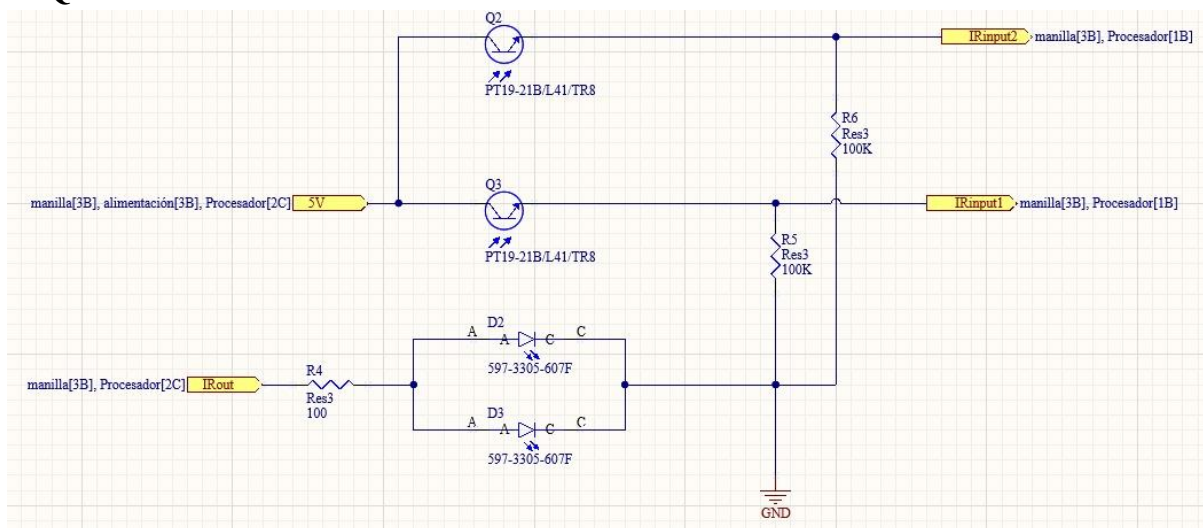 Q2
PT19-21B/L41/TR8
IRinput2 manilla[3B], Procesador[1B]
R6
Res3
100K
manilla[3B], alimentación[3B], Procesador[2C] 5V
Q3
PT19-21B/L41/TR8
IRinput1 manilla[3B], Procesador[1B]
R5
Res3
100K
D2
A A C C
597-3305-607F
manilla[3B], Procesador[2C] IRout
R4
Res3
100
D3
A A C C
597-3305-607F
GND